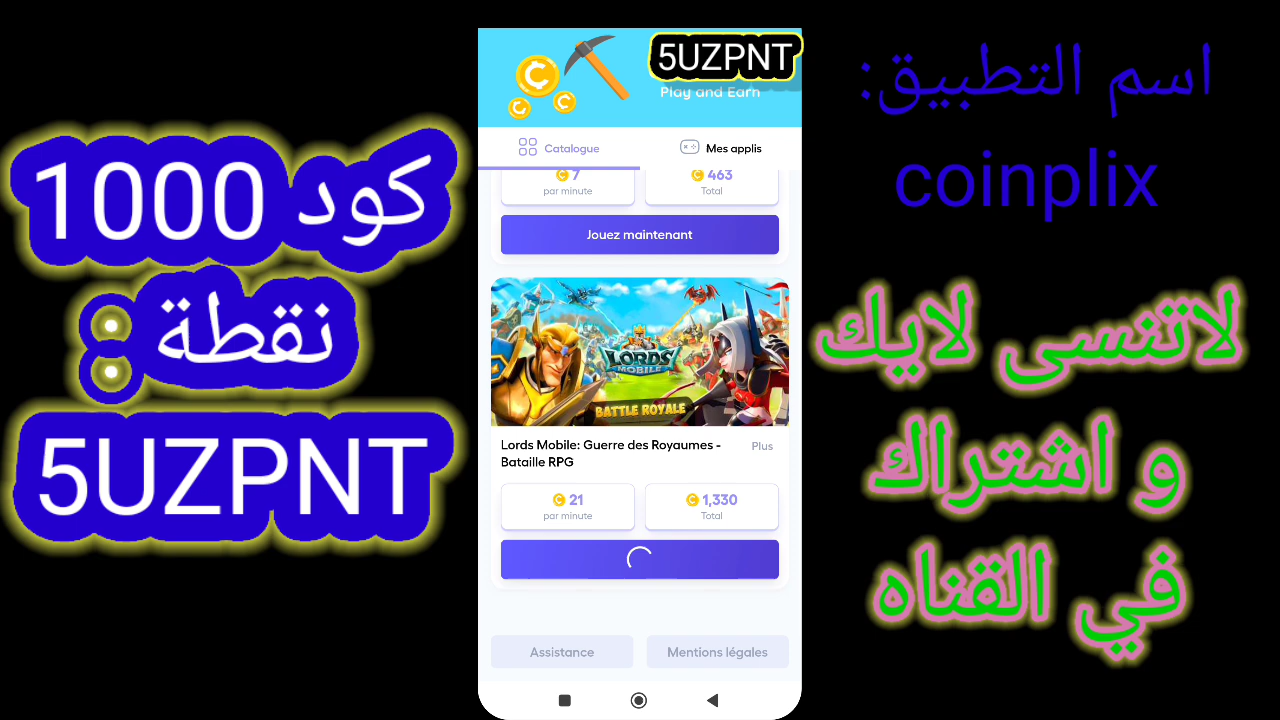 كود 1000
نقطة :
5UZPNT
5UZPNT
Play and Earn
Catalogue
Mes applis
7
par minute
463
Total
Jouez maintenant
LORDS
MOBILE
BATTLE ROYALE
Lords Mobile: Guerre des Royaumes -
Bataille RPG
Plus
21
par minute
1,330
Total
Assistance
Mentions légales
اسم التطبيق:
coinplix
لاتنسى لايك
و اشتراك
في القناه